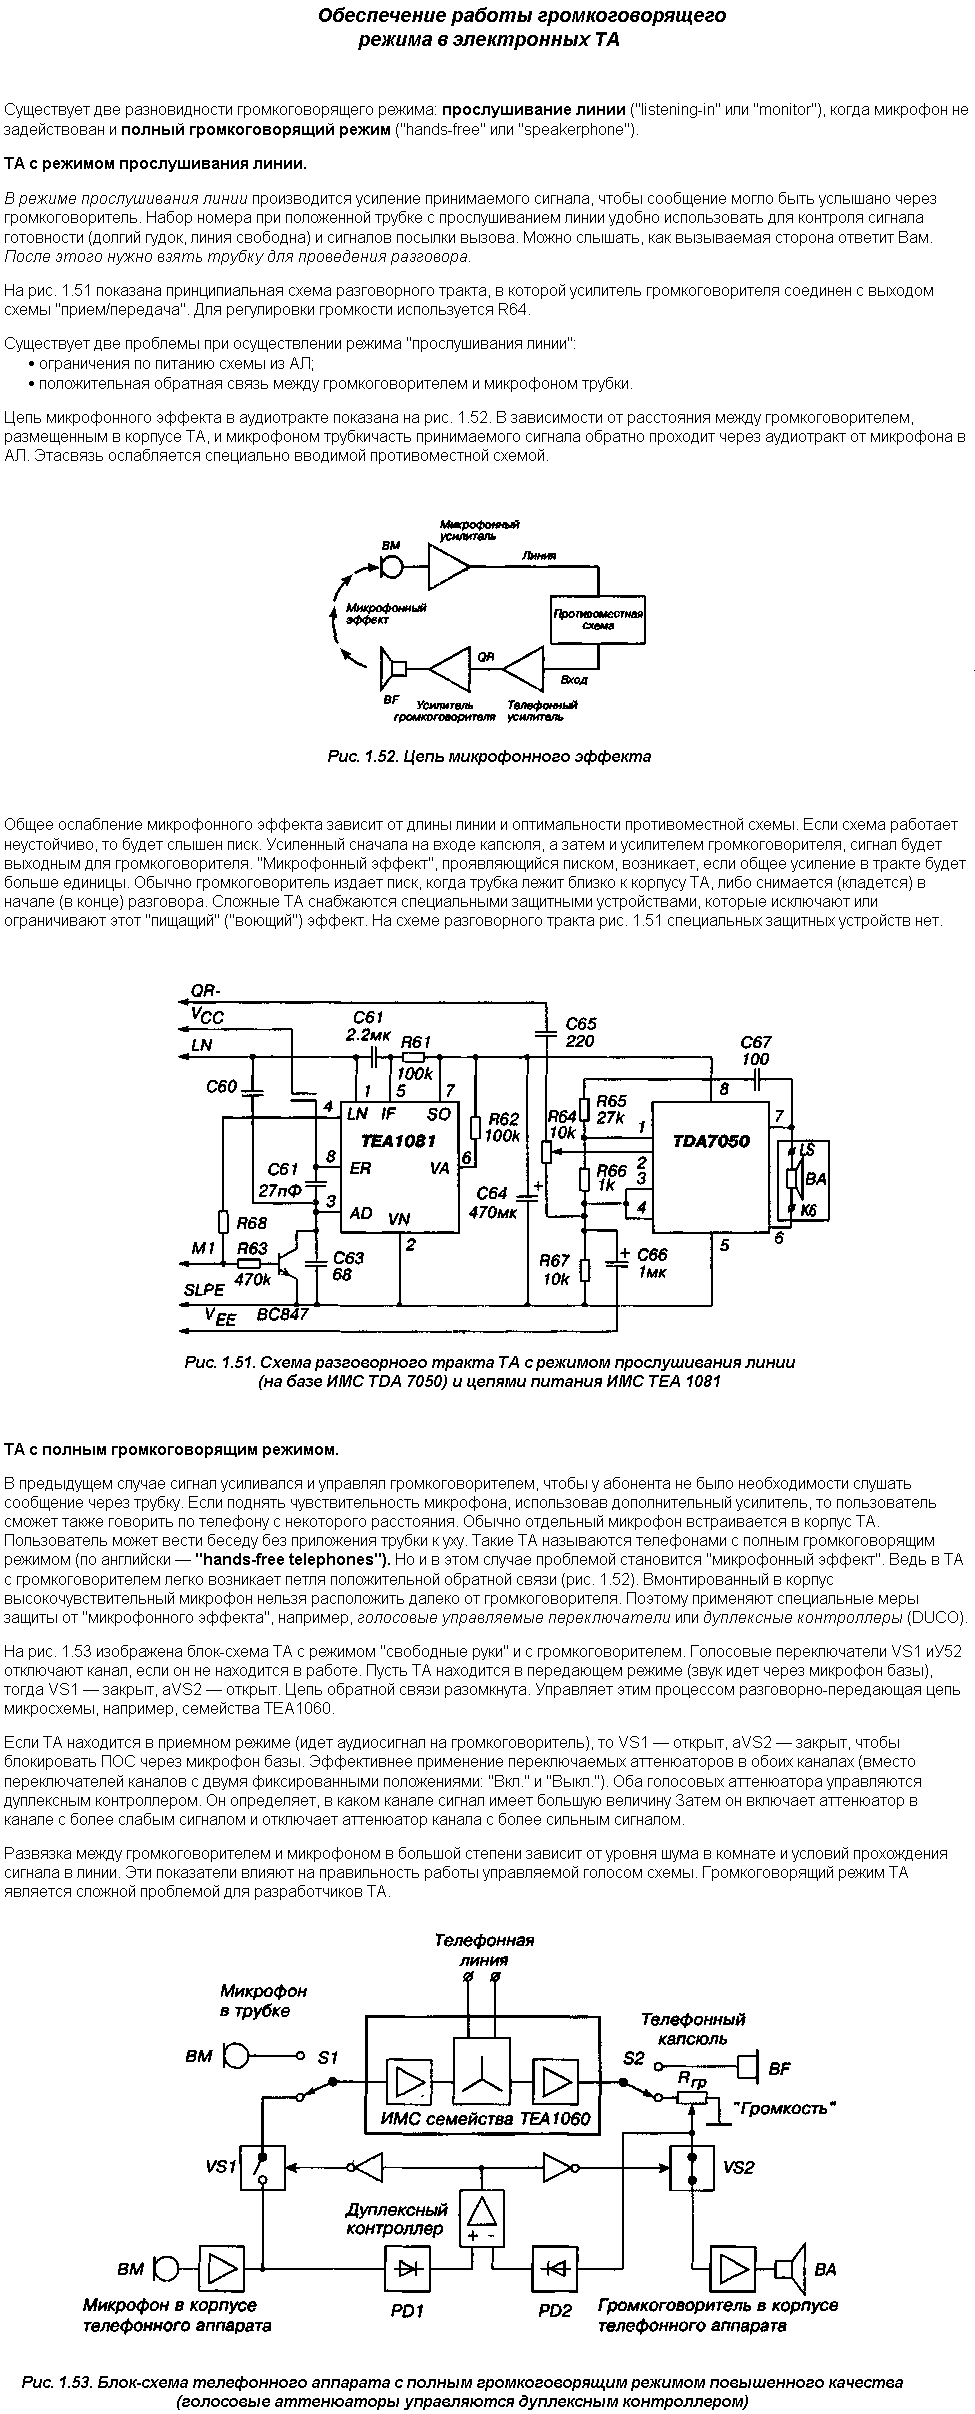 Обеспечение работы громкоговорящего
режима в электронных ТА
Существует две разновидности громкоговорящего режима: прослушивание линии ("listening-in" или "monitor"), когда микрофон не
задействован и полный громкоговорящий режим ("hands-free" или "speakerphone").
ТА с режимом прослушивания линии.
В режиме прослушивания линии производится усиление принимаемого сигнала, чтобы сообщение могло быть услышано через
громкоговоритель. Набор номера при положенной трубке с прослушиванием линии удобно использовать для контроля сигнала
готовности (долгий гудок, линия свободна) и сигналов посылки вызова. Можно слышать, как вызываемая сторона ответит Вам.
После этого нужно взять трубку для проведения разговора.
На рис. 1.51 показана принципиальная схема разговорного тракта, в которой усилитель громкоговорителя соединен с выходом
схемы "прием/передача". Для регулировки громкости используется R64.
Существует две проблемы при осуществлении режима "прослушивания линии":
• ограничения по питанию схемы из АЛ;
• положительная обратная связь между громкоговорителем и микрофоном трубки.
Цепь микрофонного эффекта в аудиотракте показана на рис. 1.52. В зависимости от расстояния между громкоговорителем,
размещенным в корпусе ТА, и микрофоном трубкичасть принимаемого сигнала обратно проходит через аудиотракт от микрофона в
АЛ. Этасвязь ослабляется специально вводимой противоместной схемой.
Микрофонный
усилитель
BM
Линия
Микрофонный
эффект
Противоместная
схема
QR
Вход
BF
Усилитель
громкоговорителя
Телефонный
усилитель
Рис. 1.52. Цепь микрофонного эффекта
Общее ослабление микрофонного эффекта зависит от длины линии и оптимальности противоместной схемы. Если схема работает
неустойчиво, то будет слышен писк. Усиленный сначала на входе капсюля, а затем и усилителем громкоговорителя, сигнал будет
выходным для громкоговорителя. "Микрофонный эффект", проявляющийся писком, возникает, если общее усиление в тракте будет
больше единицы. Обычно громкоговоритель издает писк, когда трубка лежит близко к корпусу ТА, либо снимается (кладется) в
начале (в конце) разговора. Сложные ТА снабжаются специальными защитными устройствами, которые исключают или
ограничивают этот "пищащий" ("воющий") эффект. На схеме разговорного тракта рис. 1.51 специальных защитных устройств нет.
QR-
VCC
LN
C61
2.2мк
R61
100k
C65
220
C67
100
C60
1
5
7
8
4
LN IF SO
TEA1081
R62
100k
R64
10k
R65
27k
1
TDA7050
7
8
ER
VA
6
2
3
R66
1k
LS
BA
C61
27пФ
3
AD
VN
C64
470мк
+
4
K6
6
R68
2
5
M1
R63
470k
C63
68
R67
10k
+
C66
1мк
SLPE
VEE
BC847
Рис. 1.51. Схема разговорного тракта ТА с режимом прослушивания линии
(на базе ИМС TDA 7050) и цепями питания ИМС TEA 1081
ТА с полным громкоговорящим режимом.
В предыдущем случае сигнал усиливался и управлял громкоговорителем, чтобы у абонента не было необходимости слушать
сообщение через трубку. Если поднять чувствительность микрофона, использовав дополнительный усилитель, то пользователь
сможет также говорить по телефону с некоторого расстояния. Обычно отдельный микрофон встраивается в корпус ТА.
Пользователь может вести беседу без приложения трубки к уху. Такие ТА называются телефонами с полным громкоговорящим
режимом (по английски — "hands-free telephones"). Но и в этом случае проблемой становится "микрофонный эффект". Ведь в ТА
с громкоговорителем легко возникает петля положительной обратной связи (рис. 1.52). Вмонтированный в корпус
высокочувствительный микрофон нельзя расположить далеко от громкоговорителя. Поэтому применяют специальные меры
защиты от "микрофонного эффекта", например, голосовые управляемые переключатели или дуплексные контроллеры (DUCO).
На рис. 1.53 изображена блок-схема ТА с режимом "свободные руки" и с громкоговорителем. Голосовые переключатели VS1 иУ52
отключают канал, если он не находится в работе. Пусть ТА находится в передающем режиме (звук идет через микрофон базы),
тогда VS1 — закрыт, аVS2 — открыт. Цепь обратной связи разомкнута. Управляет этим процессом разговорно-передающая цепь
микросхемы, например, семейства TEA1060.
Если ТА находится в приемном режиме (идет аудиосигнал на громкоговоритель), то VS1 — открыт, аVS2 — закрыт, чтобы
блокировать ПОС через микрофон базы. Эффективнее применение переключаемых аттенюаторов в обоих каналах (вместо
переключателей каналов с двумя фиксированными положениями: "Вкл." и "Выкл."). Оба голосовых аттенюатора управляются
дуплексным контроллером. Он определяет, в каком канале сигнал имеет большую величину Затем он включает аттенюатор в
канале с более слабым сигналом и отключает аттенюатор канала с более сильным сигналом.
Развязка между громкоговорителем и микрофоном в большой степени зависит от уровня шума в комнате и условий прохождения
сигнала в линии. Эти показатели влияют на правильность работы управляемой голосом схемы. Громкоговорящий режим ТА
является сложной проблемой для разработчиков ТА.
Телефонная
линия
Микрофон
в трубке
Телефонный
капсюль
BM
S1
S2
BF
Rгр
"Громкость"
ИМС семейства TEA1060
VS1
VS2
Дуплексный
контроллер
+ -
BM
BA
Микрофон в корпусе
телефонного аппарата
PD1
PD2
Громкоговоритель в корпусе
телефонного аппарата
Рис. 1.53. Блок-схема телефонного аппарата с полным громкоговорящим режимом повышенного качества
(голосовые аттенюаторы управляются дуплексным контроллером)